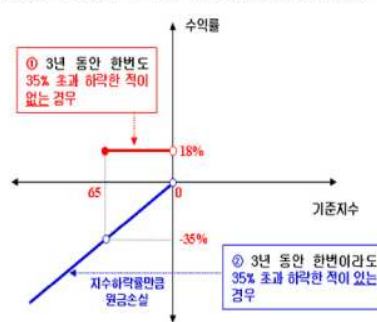 수익률
① 3년 동안 한번도
35% 초과 하락한 적이
없는 경우
18%
65
0
기준지수
-35%
지수하락률만큼
원금손실
② 3년 동안 한번이라도
35% 초과 하락한 적이 있는
경우